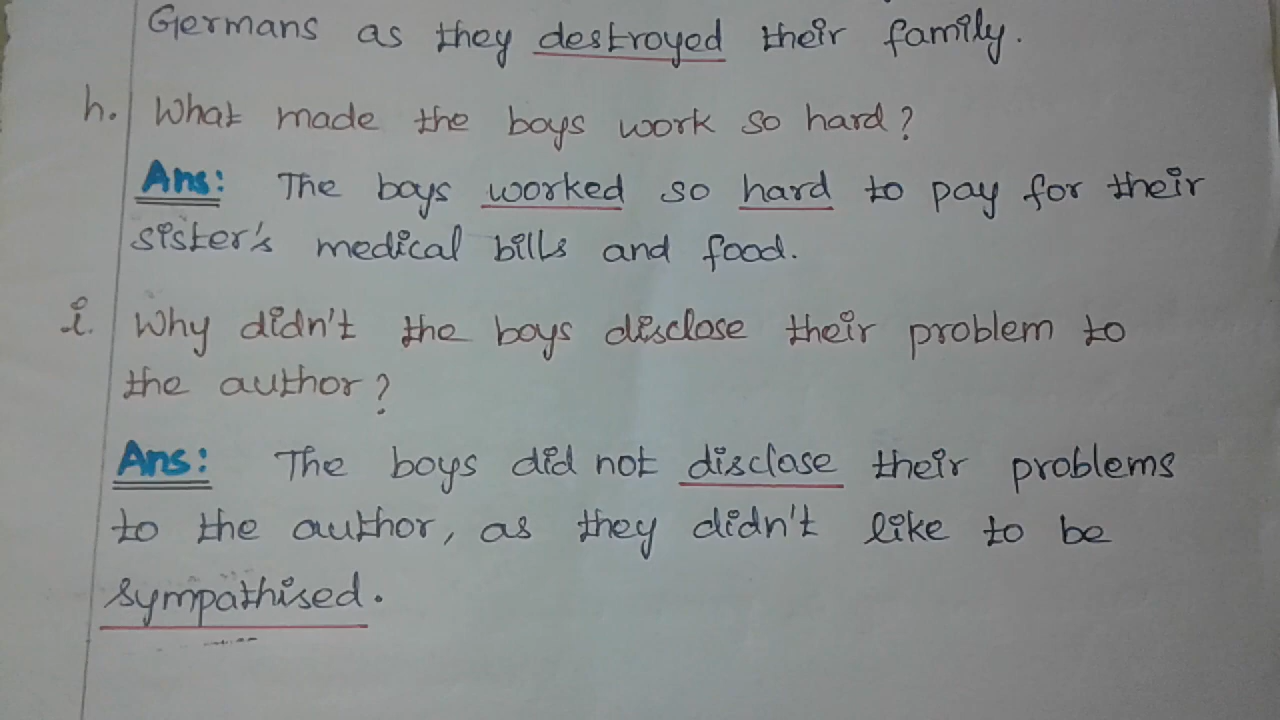 Germans as they destroyed their family.
h. What made the boys work so hard?
Ans: The boys worked so hard to pay for their
sister's medical bills and food.
i. Why didn't the boys disclose their problem to
the author?
Ans: The boys did not disclose their problems
to the author, as they didn't like to be
sympathised.